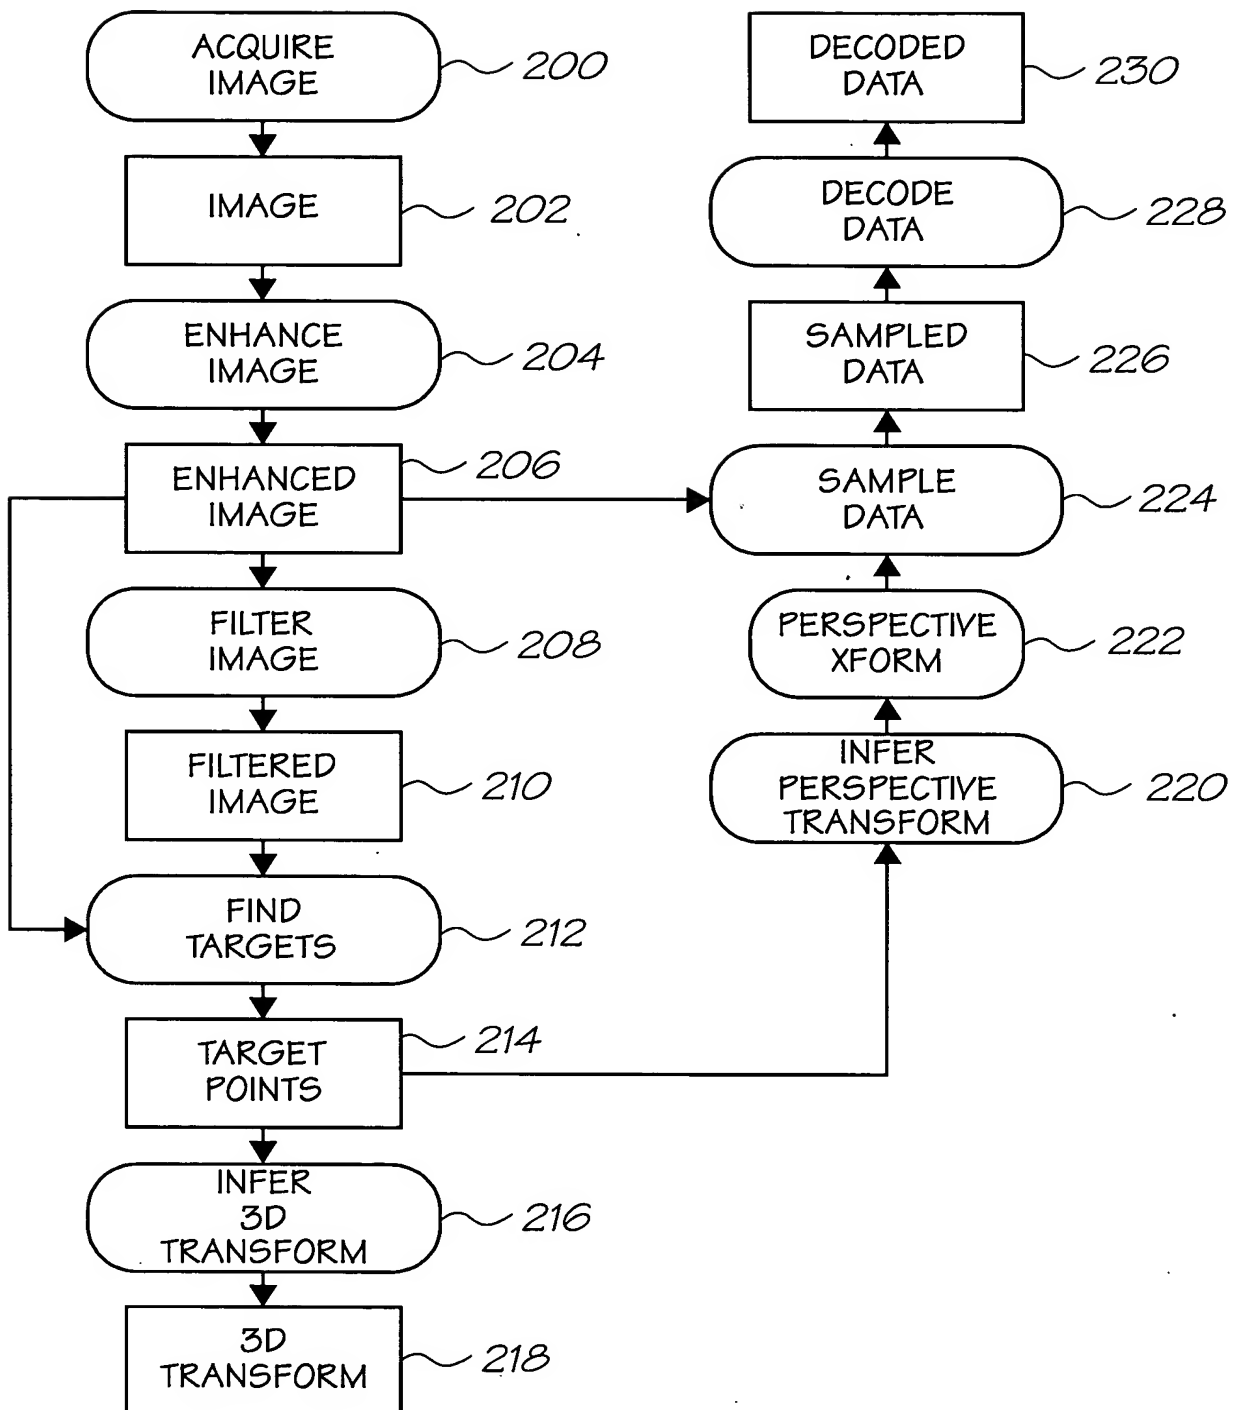 ACQUIRE
IMAGE
200
IMAGE
202
ENHANCE
IMAGE
204
ENHANCED
IMAGE
206
FILTER
IMAGE
208
FILTERED
IMAGE
210
FIND
TARGETS
212
TARGET
POINTS
214
INFER
3D
TRANSFORM
216
3D
TRANSFORM
218
DECODED
DATA
230
DECODE
DATA
228
SAMPLED
DATA
226
SAMPLE
DATA
224
PERSPECTIVE
XFORM
222
INFER
PERSPECTIVE
TRANSFORM
220